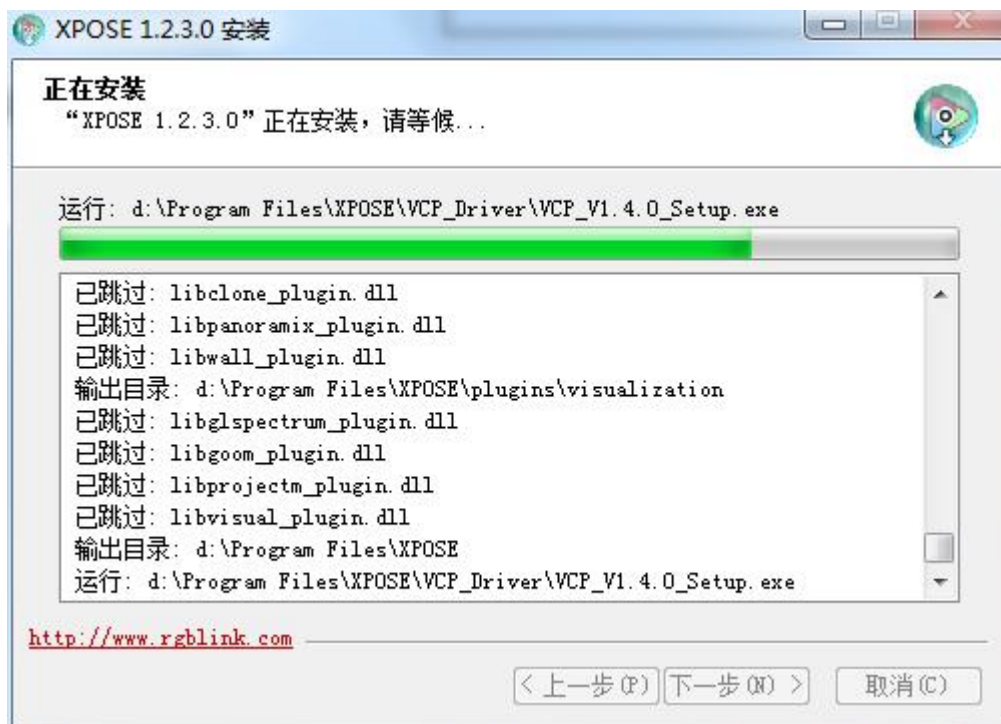 XPOSE 1.2.3.0 安装
正在安装
“XPOSE 1.2.3.0”正在安装，请等候...
运行: d:\Program Files\XPOSE\VCP_Driver\VCP_V1.4.0_Setup.exe
已跳过: libclone_plugin.dll
已跳过: libpanoramix_plugin.dll
已跳过: libwall_plugin.dll
输出目录: d:\Program Files\XPOSE\plugins\visualization
已跳过: libglspectrum_plugin.dll
已跳过: libgoom_plugin.dll
已跳过: libprojectm_plugin.dll
已跳过: libvisual_plugin.dll
输出目录: d:\Program Files\XPOSE
运行: d:\Program Files\XPOSE\VCP_Driver\VCP_V1.4.0_Setup.exe
http://www.rgblink.com
< 上一步(P) 下一步(N) > 取消(C)